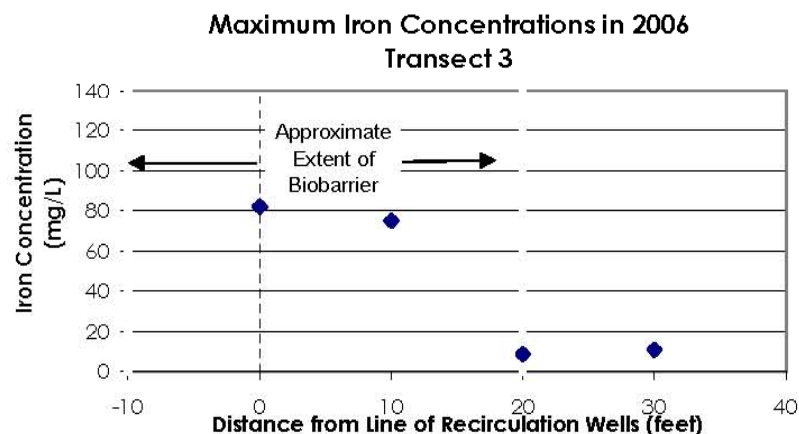 Maximum Iron Concentrations in 2006
Transect 3
Iron Concentration
(mg/L)
140
120
100
80
60
40
20
0
Approximate
Extent of
Biobarrier
-10
0
10
20
30
40
Distance from Line of Recirculation Wells (feet)